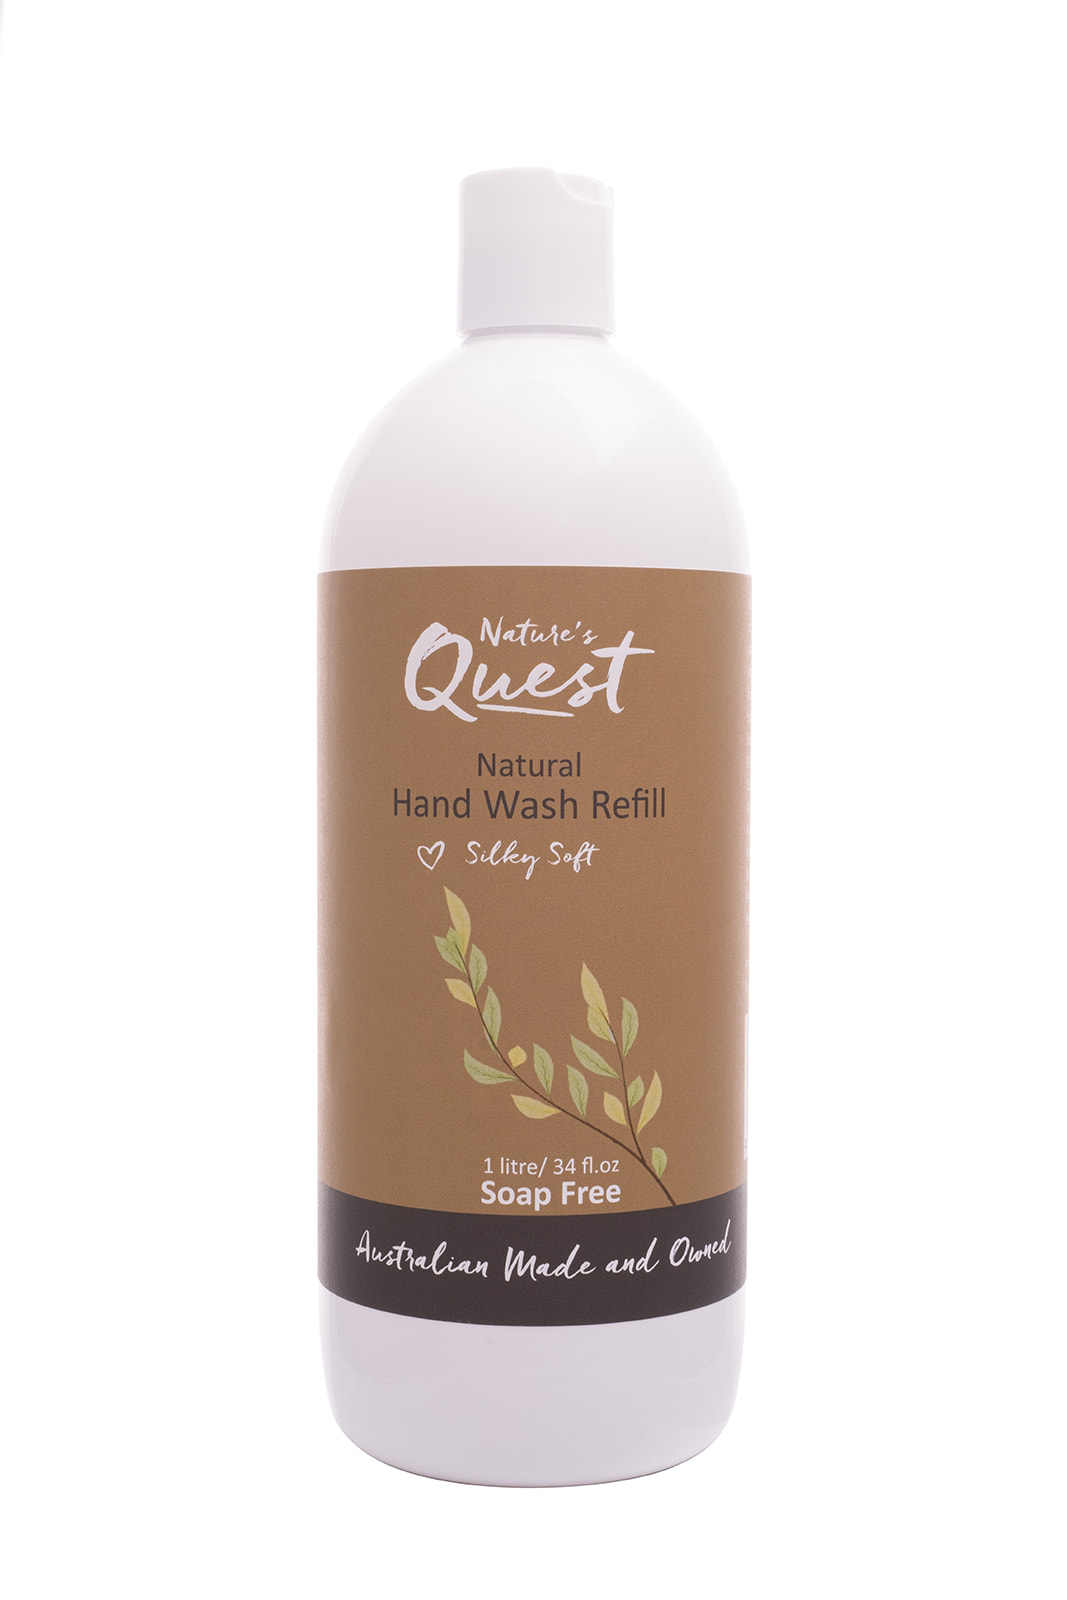 Nature's
Quest
Natural
Hand Wash Refill
Silky Soft
1 litre/ 34 fl.oz
Soap Free
Australian Made and Owned